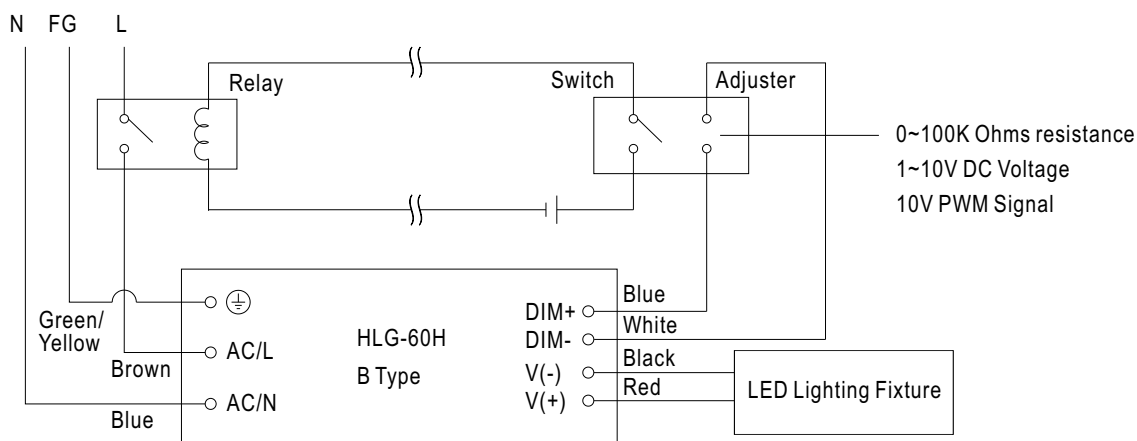 N FG L
Relay
Switch
Adjuster
0~100K Ohms resistance
1~10V DC Voltage
10V PWM Signal
Green/
Yellow
Brown
Blue
AC/L
AC/N
HLG-60H
B Type
DIM+
DIM-
V(-)
V(+)
Blue
White
Black
Red
LED Lighting Fixture